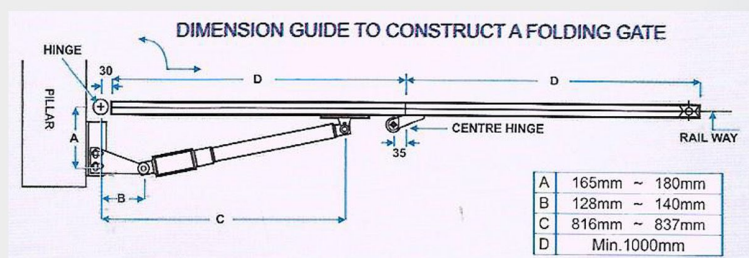 DIMENSION GUIDE TO CONSTRUCT A FOLDING GATE
HINGE
30
D
D
PILLAR
A
CENTRE HINGE
35
RAIL WAY
B
C
A 165mm ~ 180mm
B 128mm ~ 140mm
C 816mm ~ 837mm
D Min.1000mm